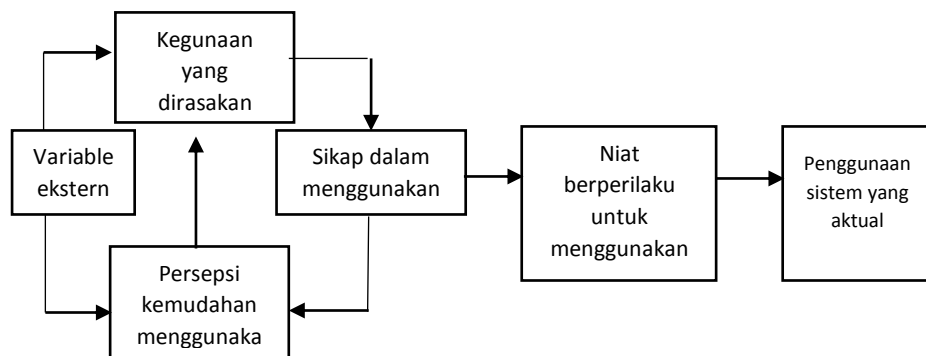 Kegunaan
yang
dirasakan
Variable
ekstern
Sikap dalam
menggunakan
Niat
berperilaku
untuk
menggunakan
Penggunaan
sistem yang
aktual
Persepsi
kemudahan
menggunaka